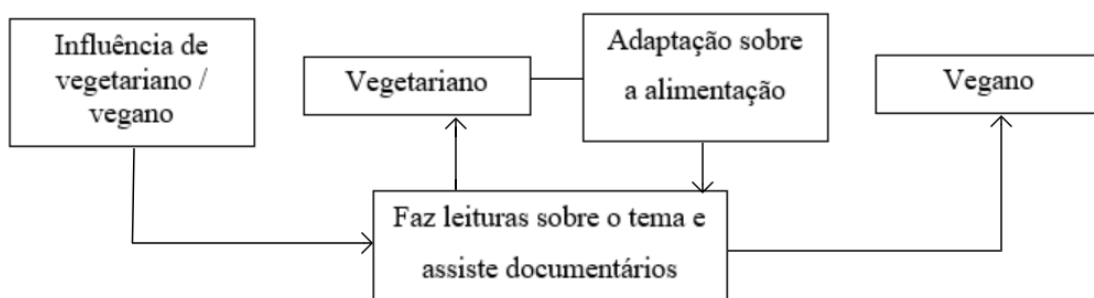 Influência de
vegetariano /
vegano
Vegetariano
Adaptação sobre
a alimentação
Vegano
Faz leituras sobre o tema e
assiste documentários